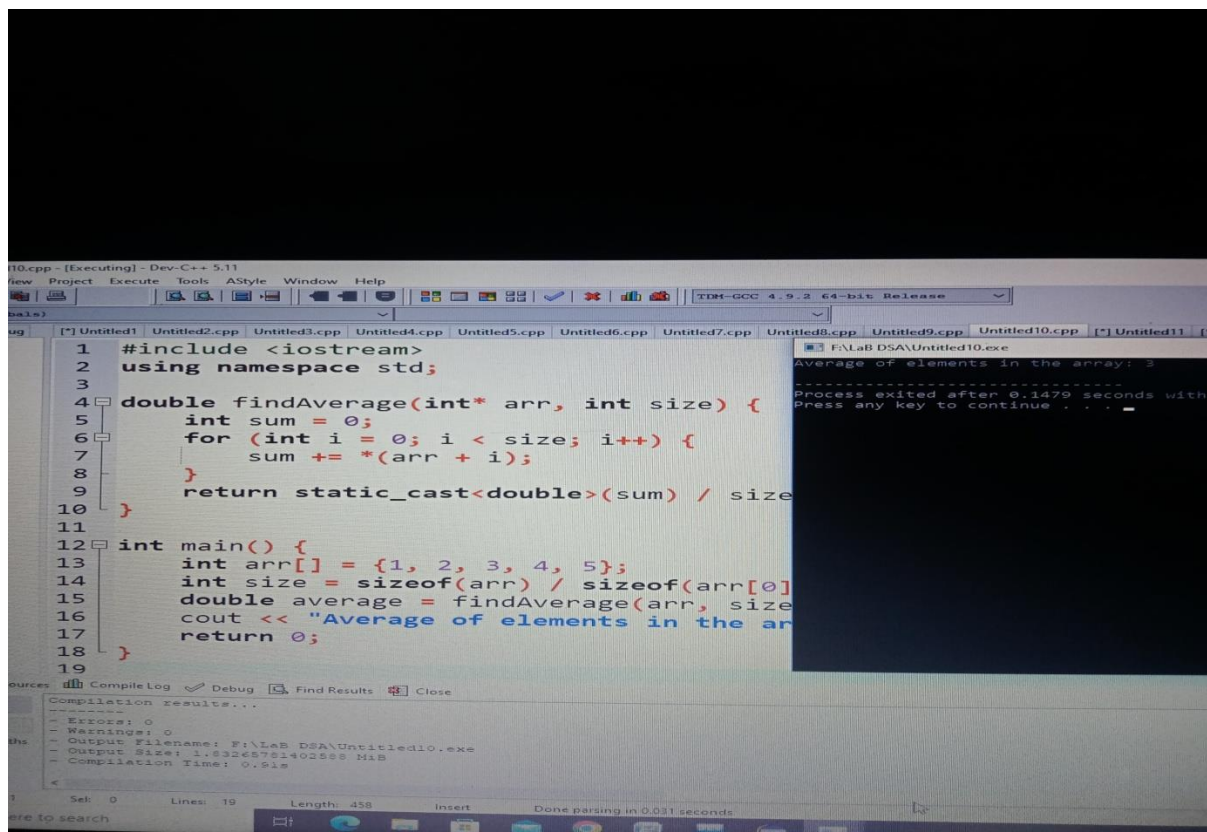 10.cpp - [Executing] - Dev-C++ 5.11
View Project Execute Tools AStyle Window Help
TDM-GCC 4.9.2 64-bit Release
bals)
ug [*] Untitled1 Untitled2.cpp Untitled3.cpp Untitled4.cpp Untitled5.cpp Untitled6.cpp Untitled7.cpp Untitled8.cpp Untitled9.cpp Untitled10.cpp [*] Untitled11
1 #include <iostream>
2 using namespace std;
3
4 double findAverage(int* arr, int size) {
5 int sum = 0;
6 for (int i = 0; i < size; i++) {
7 sum += *(arr + i);
8 }
9 return static_cast<double>(sum) / size
10 }
11
12 int main() {
13 int arr[] = {1, 2, 3, 4, 5};
14 int size = sizeof(arr) / sizeof(arr[0]
15 double average = findAverage(arr, size
16 cout << "Average of elements in the ar
17 return 0;
18 }
19
F:\LaB DSA\Untitled10.exe
Average of elements in the array: 3
--------------------------------
Process exited after 0.1479 seconds with
Press any key to continue . . .
ources Compile Log Debug Find Results Close
Compilation results...
--------
- Errors: 0
- Warnings: 0
- Output Filename: F:\LaB DSA\Untitled10.exe
- Output Size: MiB
- Compilation Time: 0.91s
Sel: 0 Lines: 19 Length: 458 Insert Done parsing in 0.031 seconds
ere to search